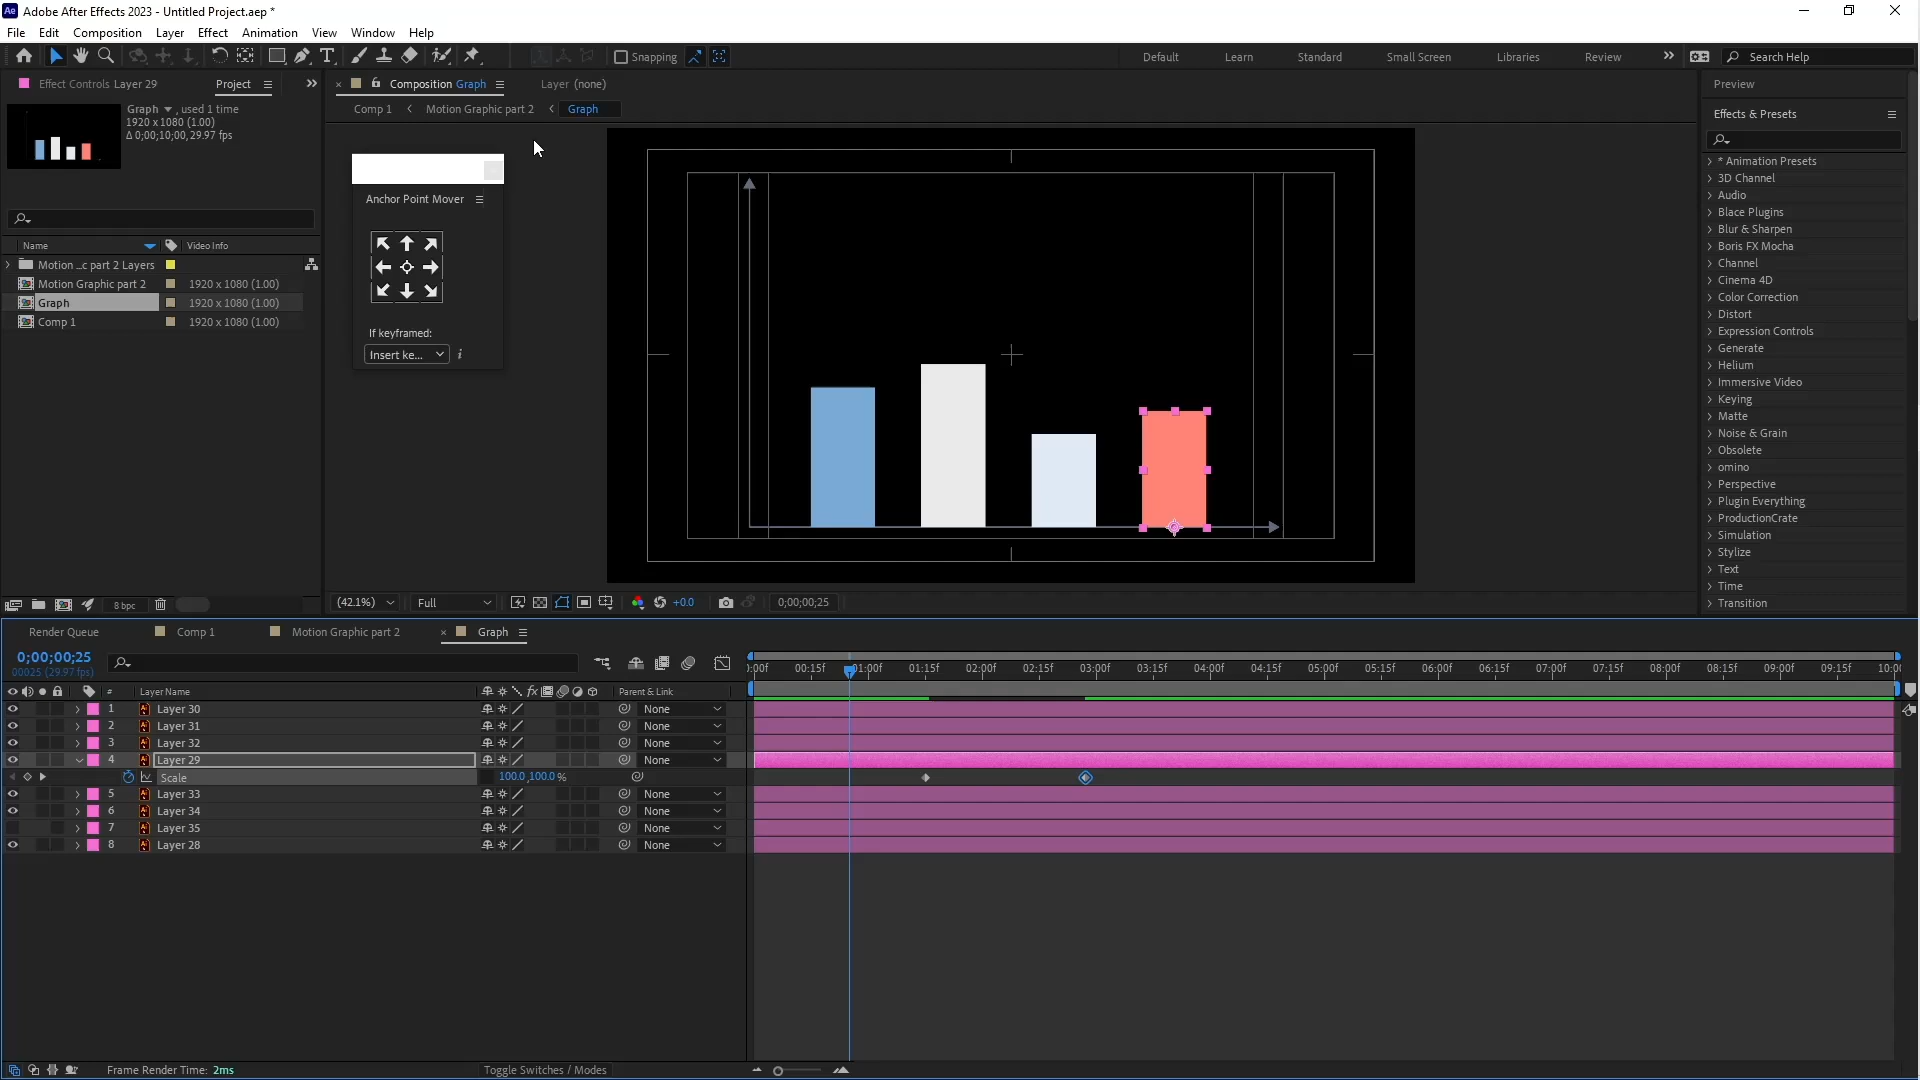 Adobe After Effects 2023 - Untitled Project.aep *
File Edit Composition Layer Effect Animation View Window Help
Snapping
Default Learn Standard Small Screen Libraries Review
Search Help
Effect Controls Layer 29
Project
Graph , used 1 time
1920 x 1080 (1.00)
Δ 0;00;10;00, 29.97 fps
Name Video Info
Motion _c part 2 Layers
Motion Graphic part 2 1920 x 1080 (1.00)
Graph 1920 x 1080 (1.00)
Comp 1 1920 x 1080 (1.00)
8 bpc
Composition Graph
Layer (none)
Comp 1 Motion Graphic part 2 Graph
Anchor Point Mover
If keyframed:
Insert ke...
(42.1%) Full +0.0 0;00;00;25
Preview
Effects & Presets
* Animation Presets
3D Channel
Audio
Blace Plugins
Blur & Sharpen
Boris FX Mocha
Channel
Cinema 4D
Color Correction
Distort
Expression Controls
Generate
Helium
Immersive Video
Keying
Matte
Noise & Grain
Obsolete
omino
Perspective
Plugin Everything
ProductionCrate
Simulation
Stylize
Text
Time
Transition
Render Queue Comp 1 Motion Graphic part 2 Graph
0;00;00;25
00025 (29.97 fps)
):00f 00:15f 01:00f 01:15f 02:00f 02:15f 03:00f 03:15f 04:00f 04:15f 05:00f 05:15f 06:00f 06:15f 07:00f 07:15f 08:00f 08:15f 09:00f 09:15f 10:0(
# Layer Name fx Parent & Link
1 Layer 30 None
2 Layer 31 None
3 Layer 32 None
4 Layer 29 None
Scale 100.0,100.0 %
5 Layer 33 None
6 Layer 34 None
7 Layer 35 None
8 Layer 28 None
Frame Render Time: 2ms
Toggle Switches / Modes